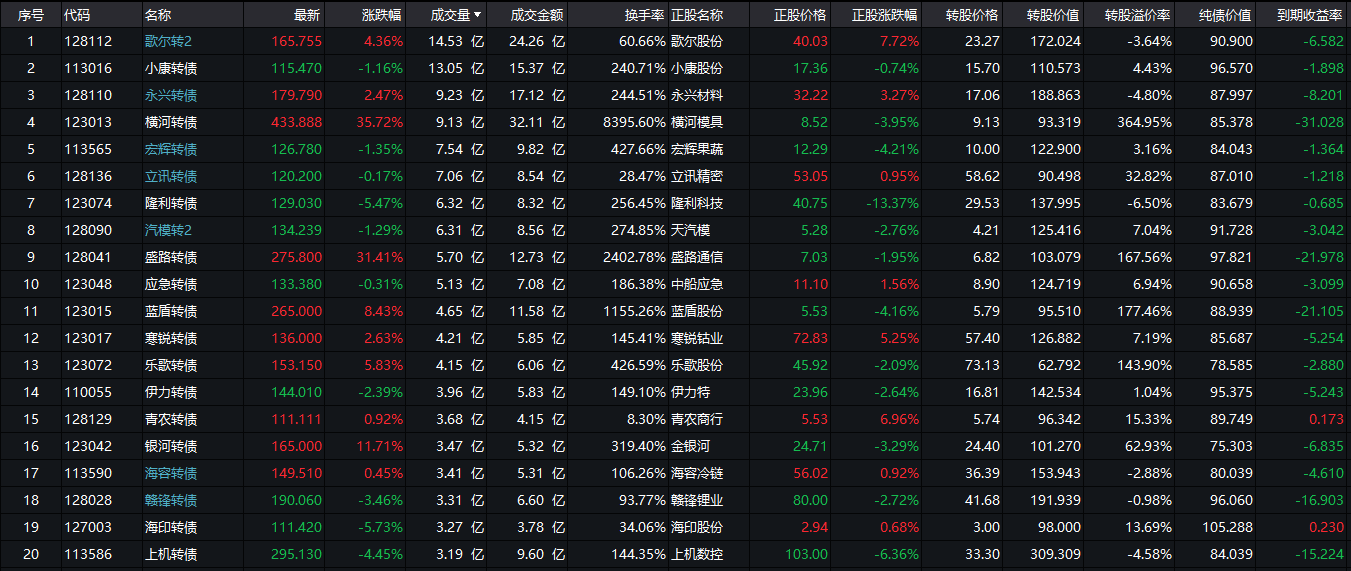 序号 代码 名称 最新 涨跌幅 成交量 成交金额 换手率 正股名称 正股价格 正股涨跌幅 转股价格 转股价值 转股溢价率 纯债价值 到期收益率
1 128112 歌尔转2 165.755 4.36% 14.53 亿 24.26 亿 60.66% 歌尔股份 40.03 7.72% 23.27 172.024 -3.64% 90.900 -6.582
2 113016 小康转债 115.470 -1.16% 13.05 亿 15.37 亿 240.71% 小康股份 17.36 -0.74% 15.70 110.573 4.43% 96.570 -1.898
3 128110 永兴转债 179.790 2.47% 9.23 亿 17.12 亿 244.51% 永兴材料 32.22 3.27% 17.06 188.863 -4.80% 87.997 -8.201
4 123013 横河转债 433.888 35.72% 9.13 亿 32.11 亿 8395.60% 横河模具 8.52 -3.95% 9.13 93.319 364.95% 85.378 -31.028
5 113565 宏辉转债 126.780 -1.35% 7.54 亿 9.82 亿 427.66% 宏辉果蔬 12.29 -4.21% 10.00 122.900 3.16% 84.043 -1.364
6 128136 立讯转债 120.200 -0.17% 7.06 亿 8.54 亿 28.47% 立讯精密 53.05 0.95% 58.62 90.498 32.82% 87.010 -1.218
7 123074 隆利转债 129.030 -5.47% 6.32 亿 8.32 亿 256.45% 隆利科技 40.75 -13.37% 29.53 137.995 -6.50% 83.679 -0.685
8 128090 汽模转2 134.239 -1.29% 6.31 亿 8.56 亿 274.85% 天汽模 5.28 -2.76% 4.21 125.416 7.04% 91.728 -3.042
9 128041 盛路转债 275.800 31.41% 5.70 亿 12.73 亿 2402.78% 盛路通信 7.03 -1.95% 6.82 103.079 167.56% 97.821 -21.978
10 123048 应急转债 133.380 -0.31% 5.13 亿 7.08 亿 186.38% 中船应急 11.10 1.56% 8.90 124.719 6.94% 90.658 -3.099
11 123015 蓝盾转债 265.000 8.43% 4.65 亿 11.58 亿 1155.26% 蓝盾股份 5.53 -4.16% 5.79 95.510 177.46% 88.939 -21.105
12 123017 寒锐转债 136.000 2.63% 4.21 亿 5.85 亿 145.41% 寒锐钴业 72.83 5.25% 57.40 126.882 7.19% 85.687 -5.254
13 123072 乐歌转债 153.150 5.83% 4.15 亿 6.06 亿 426.59% 乐歌股份 45.92 -2.09% 73.13 62.792 143.90% 78.585 -2.880
14 110055 伊力转债 144.010 -2.39% 3.96 亿 5.83 亿 149.10% 伊力特 23.96 -2.64% 16.81 142.534 1.04% 95.375 -5.243
15 128129 青农转债 111.111 0.92% 3.68 亿 4.15 亿 8.30% 青农商行 5.53 6.96% 5.74 96.342 15.33% 89.749 0.173
16 123042 银河转债 165.000 11.71% 3.47 亿 5.32 亿 319.40% 金银河 24.71 -3.29% 24.40 101.270 62.93% 75.303 -6.835
17 113590 海容转债 149.510 0.45% 3.41 亿 5.31 亿 106.26% 海容冷链 56.02 0.92% 36.39 153.943 -2.88% 80.039 -4.610
18 128028 赣锋转债 190.060 -3.46% 3.31 亿 6.60 亿 93.77% 赣锋锂业 80.00 -2.72% 41.68 191.939 -0.98% 96.060 -16.903
19 127003 海印转债 111.420 -5.73% 3.27 亿 3.78 亿 34.06% 海印股份 2.94 0.68% 3.00 98.000 13.69% 105.288 0.230
20 113586 上机转债 295.130 -4.45% 3.19 亿 9.60 亿 144.35% 上机数控 103.00 -6.36% 33.30 309.309 -4.58% 84.039 -15.224